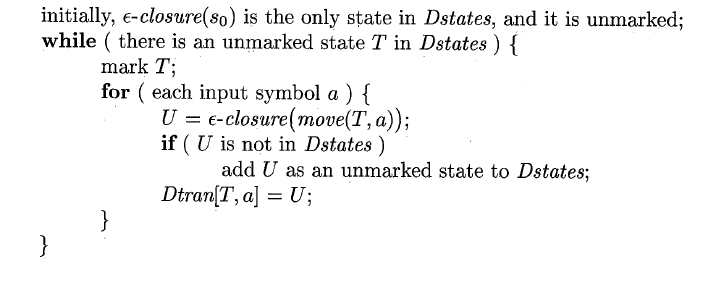 initially, ϵ-closure(s₀) is the only state in Dstates, and it is unmarked;
while ( there is an unmarked state T in Dstates ) {
mark T;
for ( each input symbol a ) {
U = ϵ-closure(move(T, a));
if ( U is not in Dstates )
add U as an unmarked state to Dstates;
Dtran[T, a] = U;
}
}